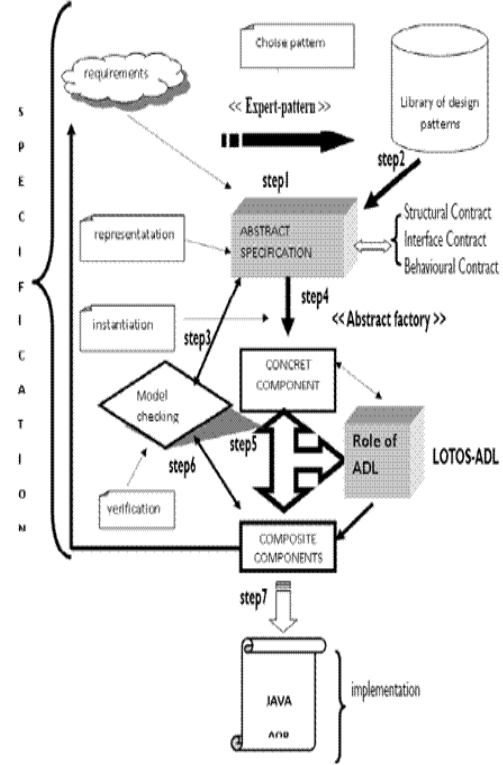 Choise pattern
requirements
Library of design
patterns
<< Expert-pattern >>
step2
step1
ABSTRACT
SPECIFICATION
representatation
Structural Contract
Interface Contract
Behavioural Contract
step4
instantiation
step3
<< Abstract factory >>
CONCRET
COMPONENT
Model
checking
step5
Role of
ADL
LOTOS-ADL
step6
verification
COMPOSITE
COMPONENTS
step7
JAVA
implementation
S
P
E
C
I
F
I
C
A
T
I
O
N